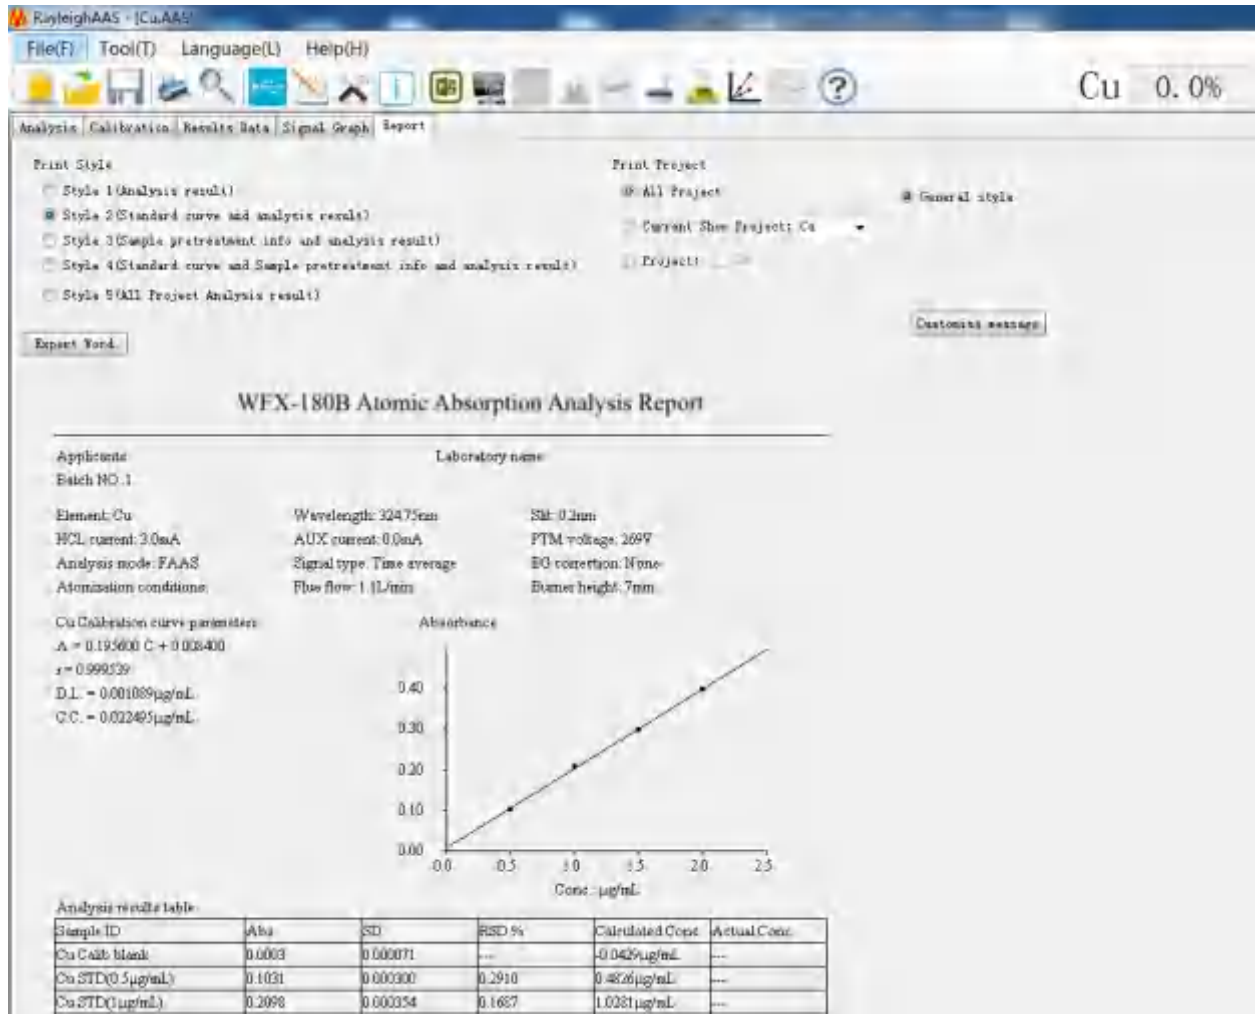 RayleighAAS - [Cu.AAS]
File(F) Tool(T) Language(L) Help(H)
Cu 0.0%
Analysis Calibration Results Data Signal Graph Report
Print Style
Style 1(Analysis result)
Style 2(Standard curve and analysis result)
Style 3(Sample pretreatment info and analysis result)
Style 4(Standard curve and Sample pretreatment info and analysis result)
Style 5(All Project Analysis result)
Print Project
All Project
Current Show Project: Cu
Project:
General style
Customize message
Export Word.
WFX-180B Atomic Absorption Analysis Report
Applicants Laboratory name
Batch NO.:1
Element: Cu Wavelength: 324.75nm Slit: 0.2nm
HCL current: 3.0mA AUX current: 0.0mA PTM voltage: 269V
Analysis mode: FAAS Signal type: Time average BG correction: None
Atomization conditions: Flue flow: 1.1L/min Burner height: 7mm
Cu Calibration curve parameters
A = 0.195600 C + 0.008400
r = 0.999539
D.L. = 0.001089µg/mL
C.C. = 0.022495µg/mL
Absorbance
0.40
0.30
0.20
0.10
0.00
0.0 0.5 1.0 1.5 2.0 2.5
Conc. µg/mL
Analysis results table
Sample ID Abs SD RSD % Calculated Conc. Actual Conc.
Cu Calib blank 0.0003 0.000071 --- -0.0429µg/mL ---
Cu STD(0.5µg/mL) 0.1031 0.000300 0.2910 0.4826µg/mL ---
Cu STD(1µg/mL) 0.2098 0.000354 0.1687 1.0281µg/mL ---